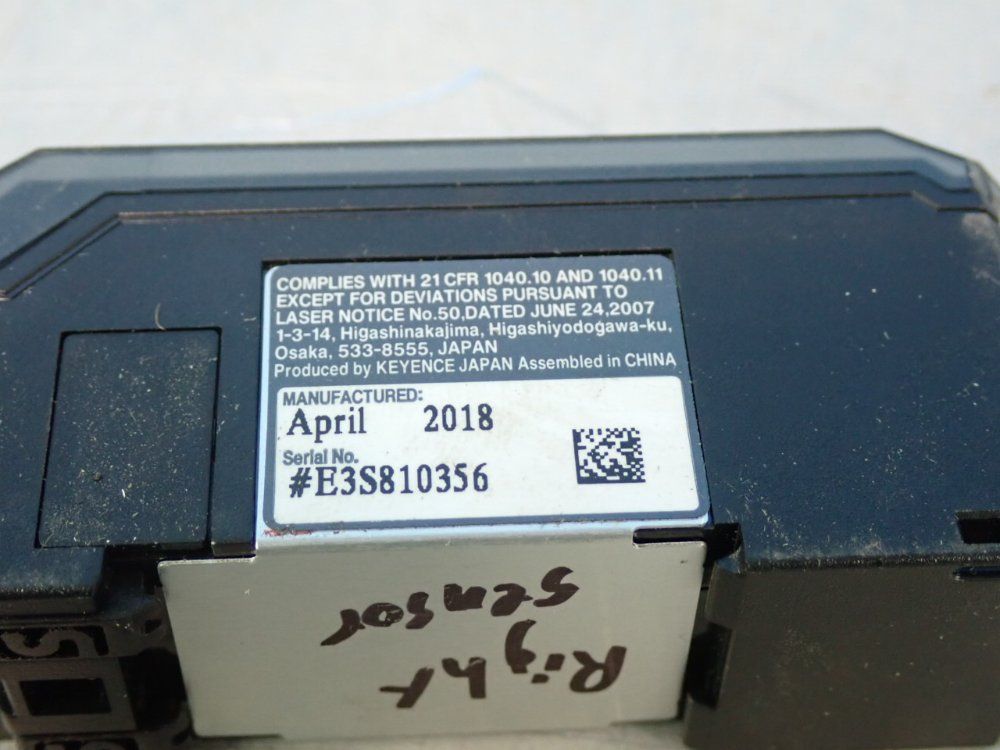 COMPLIES WITH 21 CFR 1040.10 AND 1040.11
EXCEPT FOR DEVIATIONS PURSUANT TO
LASER NOTICE No.50,DATED JUNE 24,2007
1-3-14, Higashinakajima, Higashiyodogawa-ku,
Osaka, 533-8555, JAPAN
Produced by KEYENCE JAPAN Assembled in CHINA
MANUFACTURED:
April 2018
Serial No.
#E3S810356
Right
Sensor